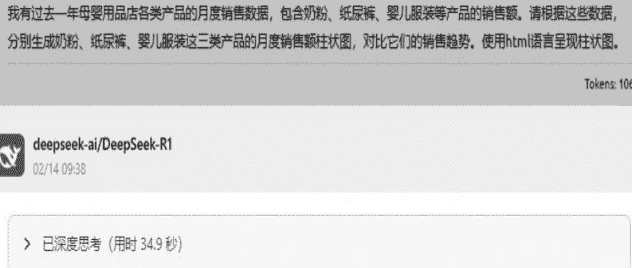 我有过去一年母婴用品店各类产品的月度销售数据，包含奶粉、纸尿裤、婴儿服装等产品的销售额。请根据这些数据，
分别生成奶粉、纸尿裤、婴儿服装这三类产品的月度销售额柱状图，对比它们的销售趋势。使用html语言呈现柱状图。
Tokens: 106
deepseek-ai/DeepSeek-R1
02/14 09:38
已深度思考（用时 34.9 秒）